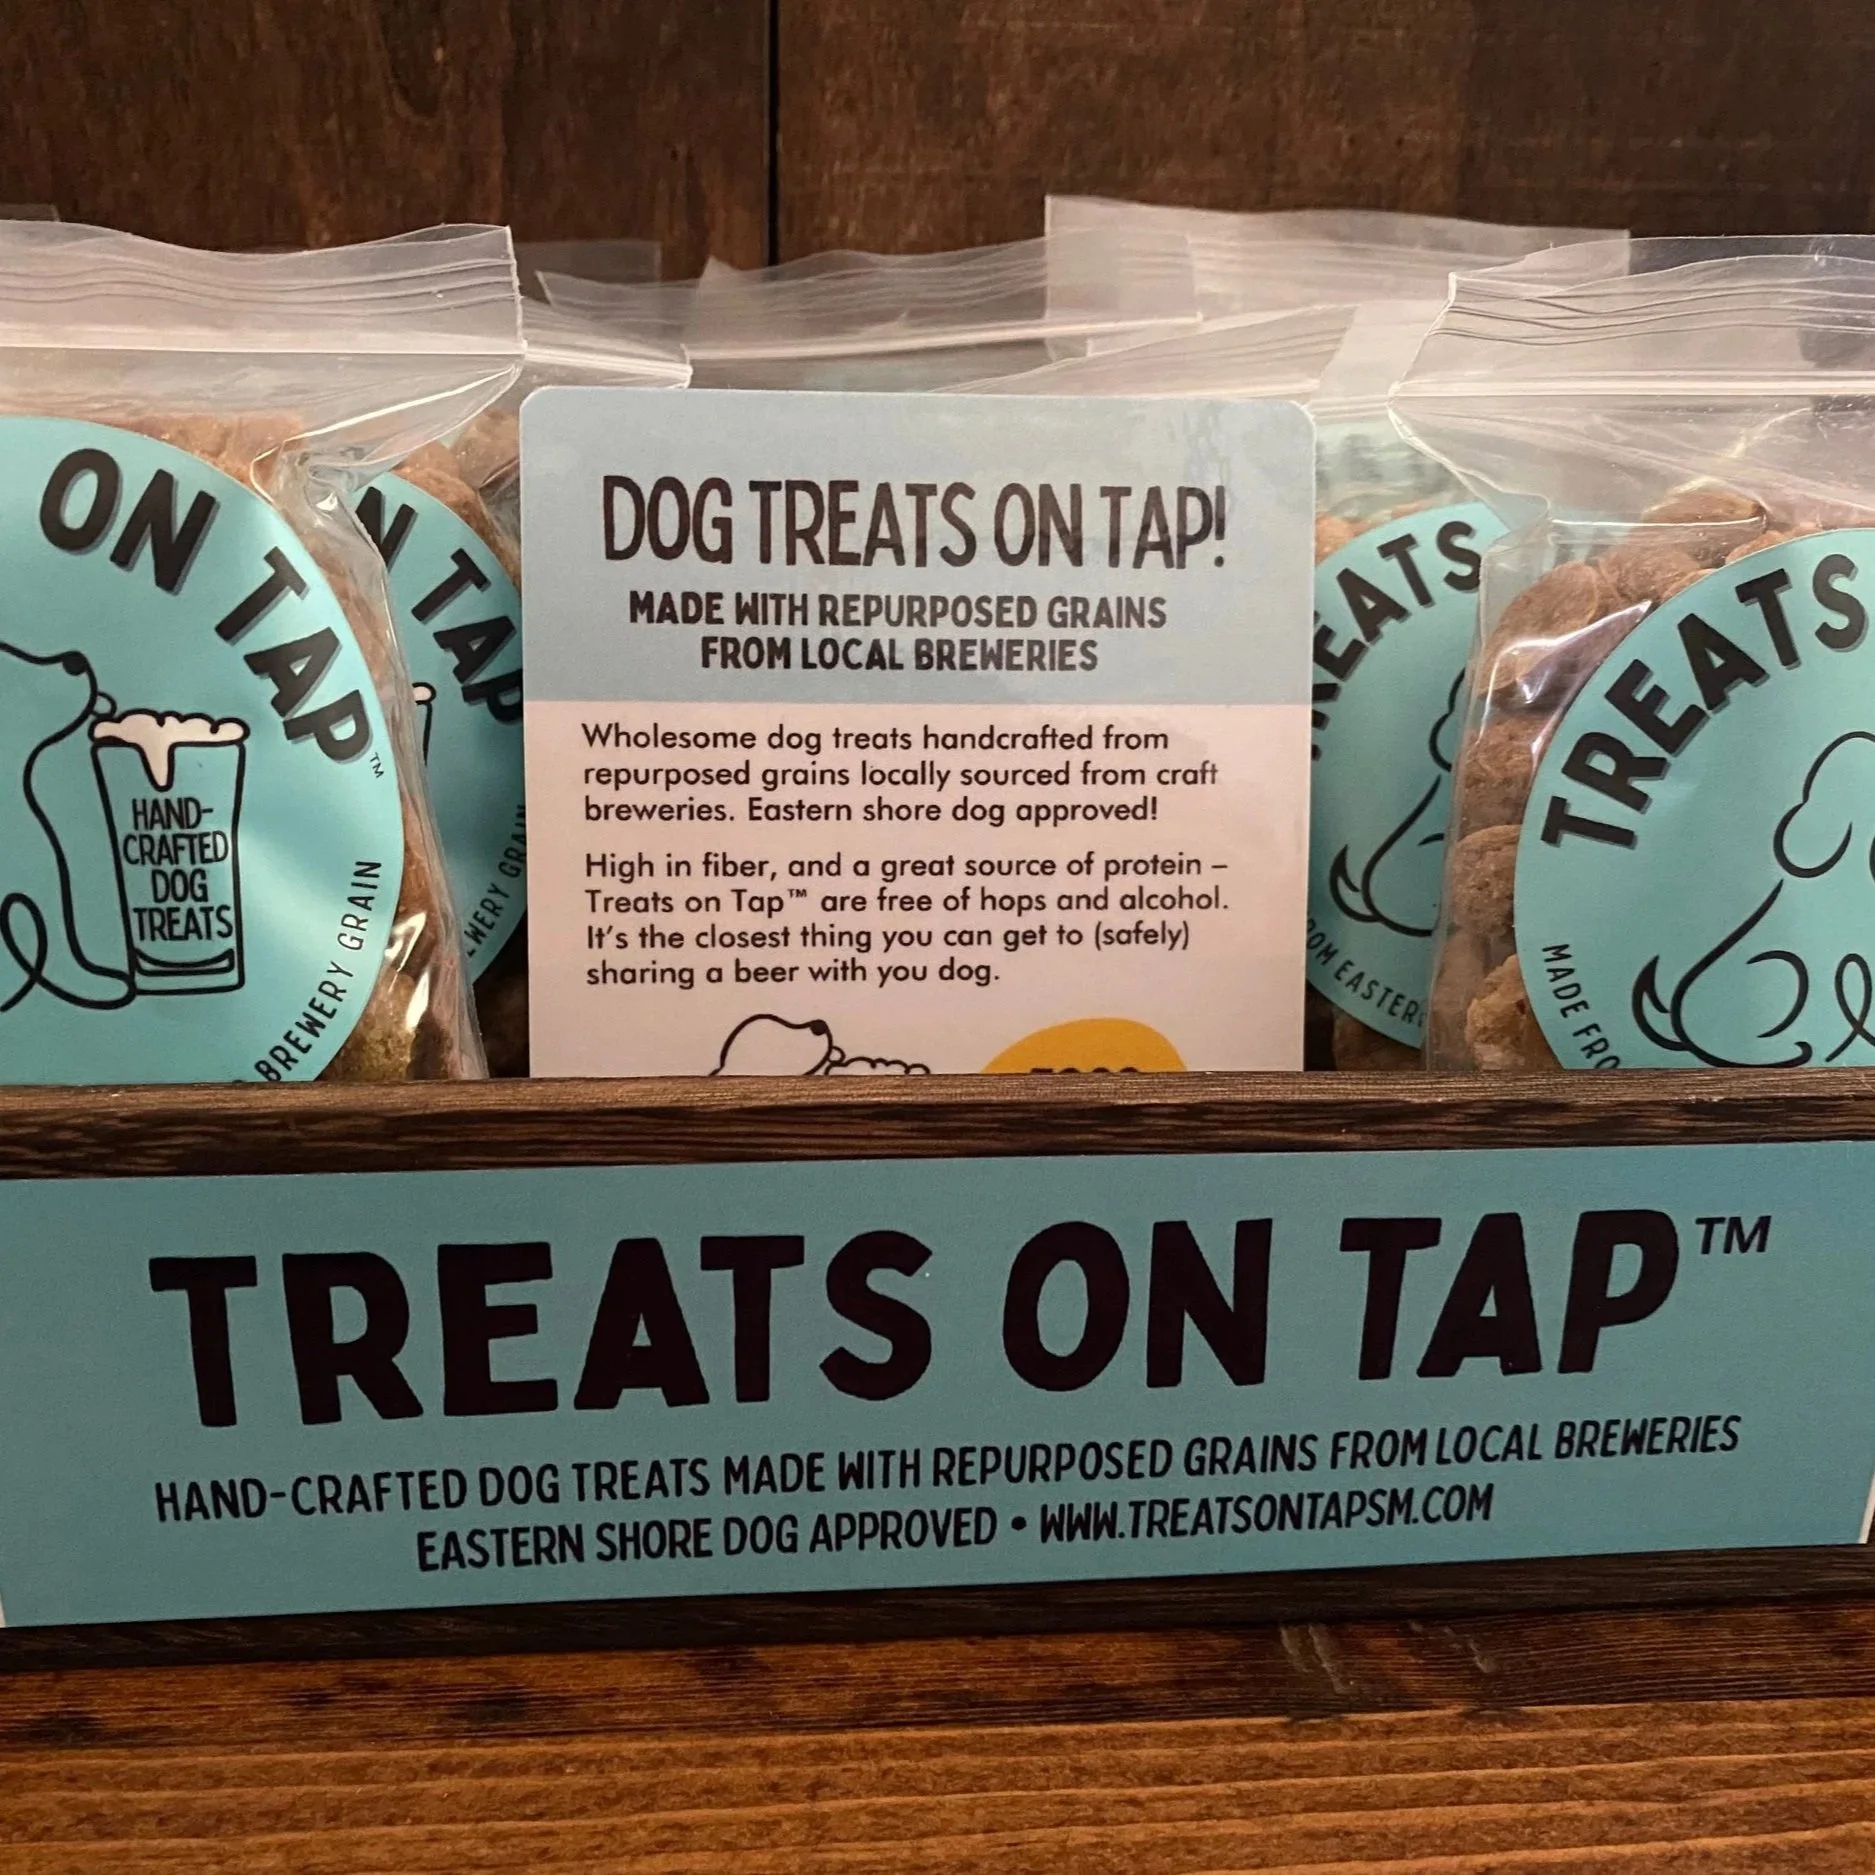 ON TAP™
HAND-
CRAFTED
DOG
TREATS
BREWERY GRAIN
TAP
DOG TREATS ON TAP!
MADE WITH REPURPOSED GRAINS
FROM LOCAL BREWERIES
Wholesome dog treats handcrafted from
repurposed grains locally sourced from craft
breweries. Eastern shore dog approved!
High in fiber, and a great source of protein –
Treats on Tap™ are free of hops and alcohol.
It's the closest thing you can get to (safely)
sharing a beer with you dog.
TREATS
MADE
TREATS ON TAP™
HAND-CRAFTED DOG TREATS MADE WITH REPURPOSED GRAINS FROM LOCAL BREWERIES
EASTERN SHORE DOG APPROVED • WWW.TREATSONTAPSM.COM